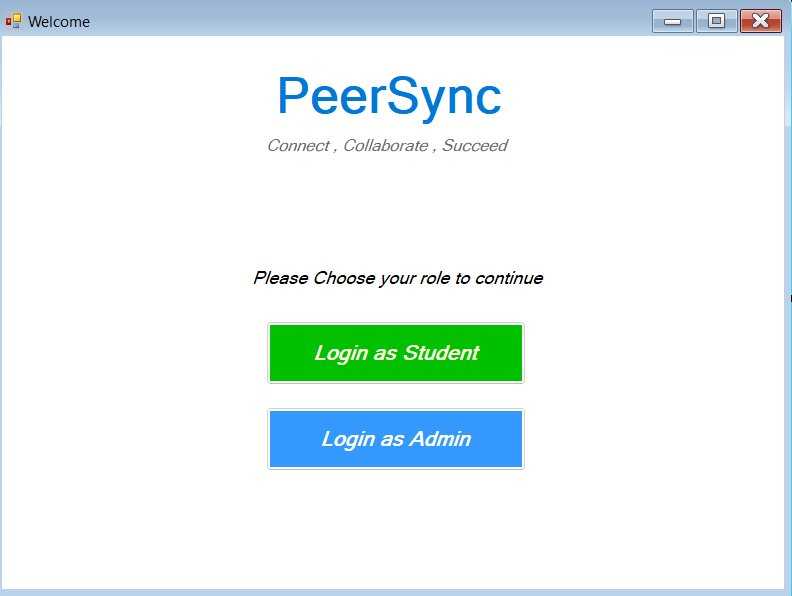 Welcome
PeerSync
Connect , Collaborate , Succeed
Please Choose your role to continue
Login as Student
Login as Admin